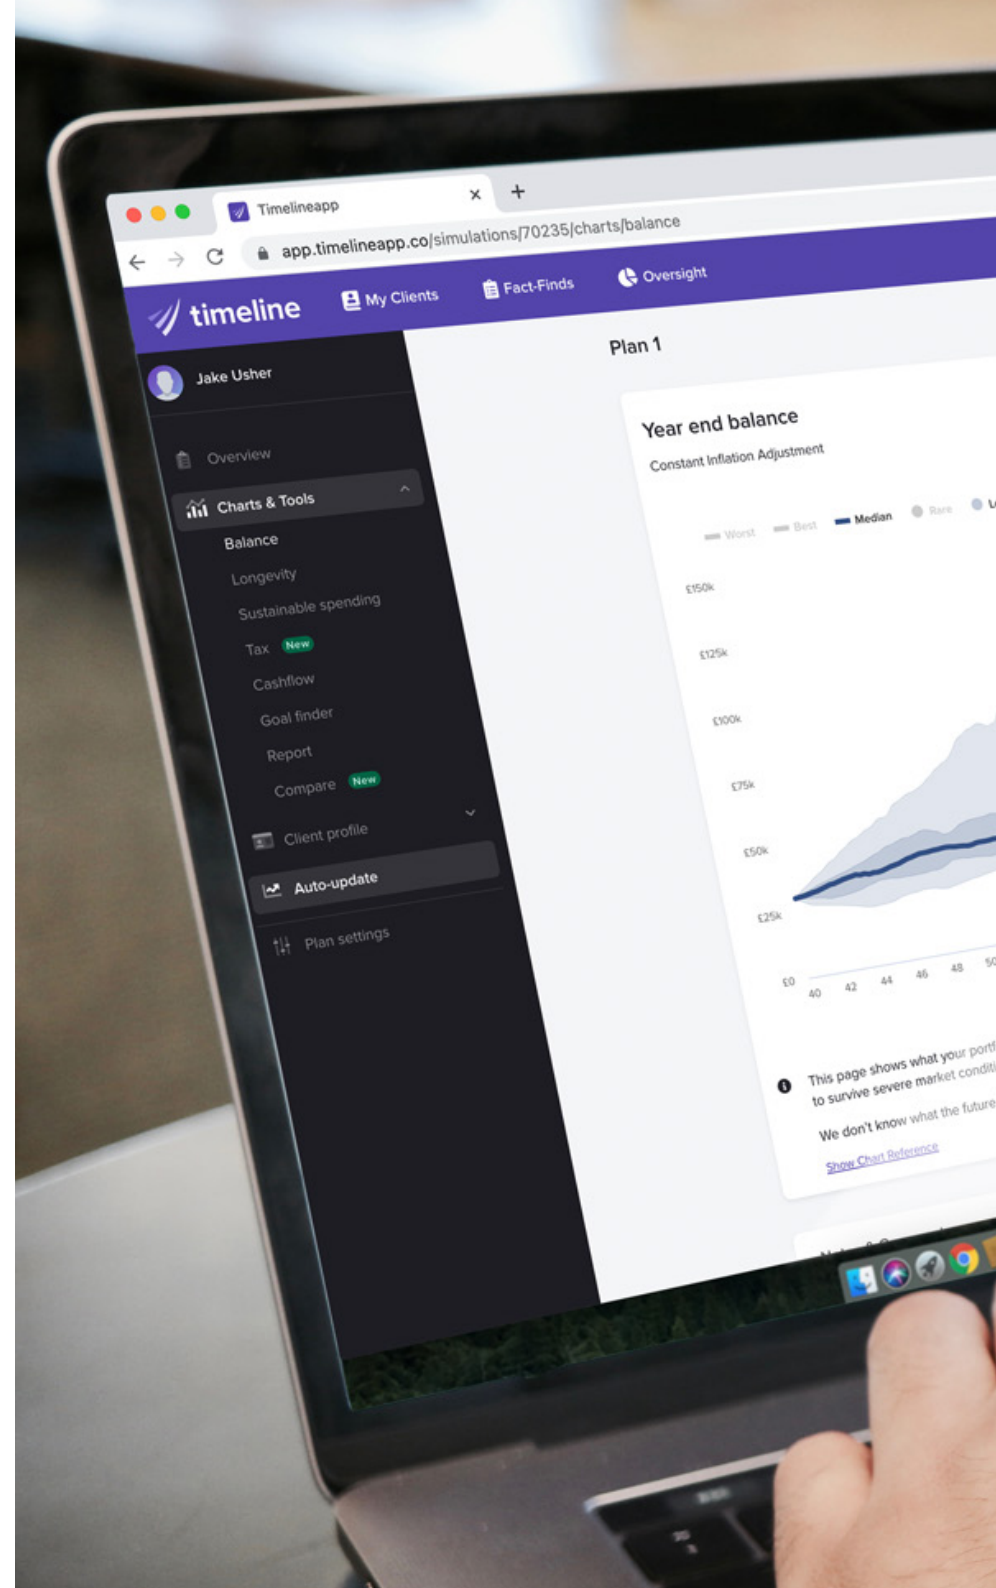 Timelineapp
app.timelineapp.co/simulations/70235/charts/balance
timeline My Clients Fact-Finds Oversight
Jake Usher
Overview
Charts & Tools
Balance
Longevity
Sustainable spending
Tax New
Cashflow
Goal finder
Report
Compare New
Client profile
Auto-update
Plan settings
Plan 1
Year end balance
Constant Inflation Adjustment
Worst Best Median Rare
£150k
£125k
£100k
£75k
£50k
£25k
£0
40 42 44 46 48 50
This page shows what your portf
to survive severe market conditi
We don't know what the future
Show Chart Reference